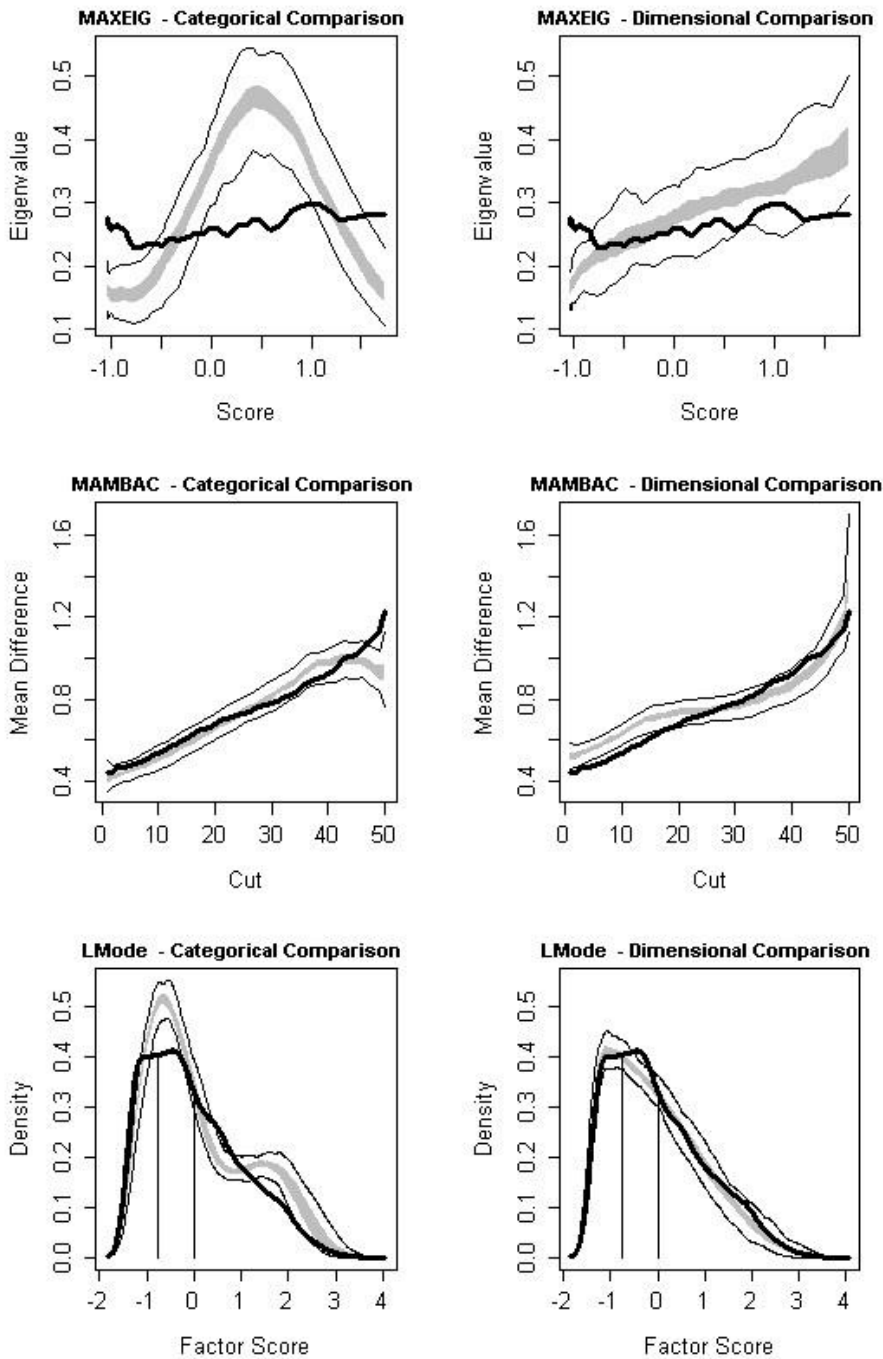 MAXEIG - Categorical Comparison
Eigenvalue
0.5
0.4
0.3
0.2
0.1
-1.0 0.0 1.0
Score
MAXEIG - Dimensional Comparison
Eigenvalue
0.5
0.4
0.3
0.2
0.1
-1.0 0.0 1.0
Score
MAMBAC - Categorical Comparison
Mean Difference
1.6
1.2
0.8
0.4
0 10 20 30 40 50
Cut
MAMBAC - Dimensional Comparison
Mean Difference
1.6
1.2
0.8
0.4
0 10 20 30 40 50
Cut
LMode - Categorical Comparison
Density
0.5
0.4
0.3
0.2
0.1
0.0
-2 -1 0 1 2 3 4
Factor Score
LMode - Dimensional Comparison
Density
0.5
0.4
0.3
0.2
0.1
0.0
-2 -1 0 1 2 3 4
Factor Score